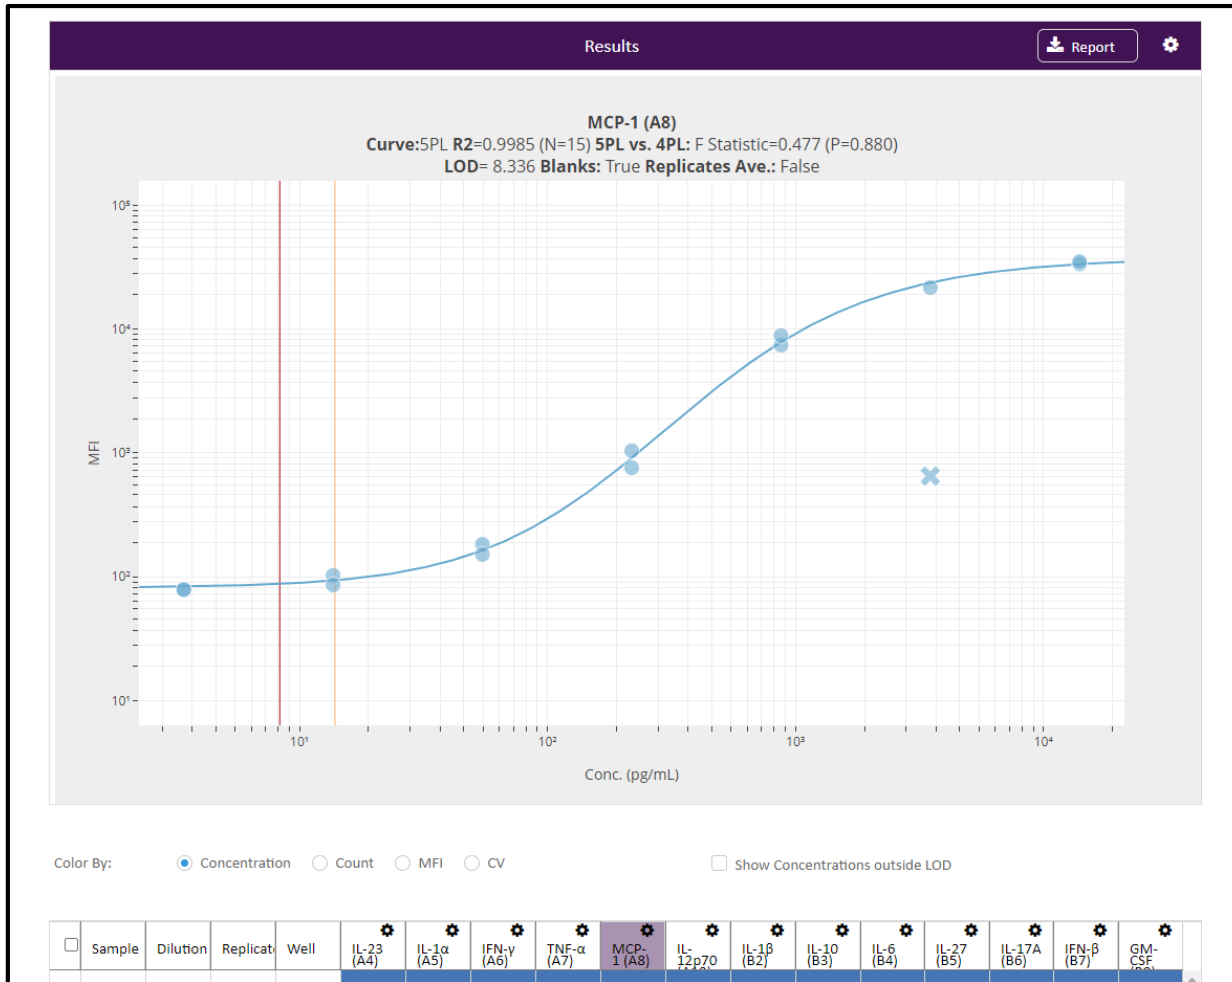 Results
Report
MCP-1 (A8)
Curve:5PL R2=0.9985 (N=15) 5PL vs. 4PL: F Statistic=0.477 (P=0.880)
LOD= 8.336 Blanks: True Replicates Ave.: False
10⁵
10⁴
10³
10²
10¹
MFI
10¹ 10² 10³ 10⁴
Conc. (pg/mL)
Color By: Concentration Count MFI CV Show Concentrations outside LOD
Sample Dilution Replicat Well IL-23 (A4) IL-1α (A5) IFN-γ (A6) TNF-α (A7) MCP-1 (A8) IL-12p70 IL-1β (B2) IL-10 (B3) IL-6 (B4) IL-27 (B5) IL-17A (B6) IFN-β (B7) GM-CSF